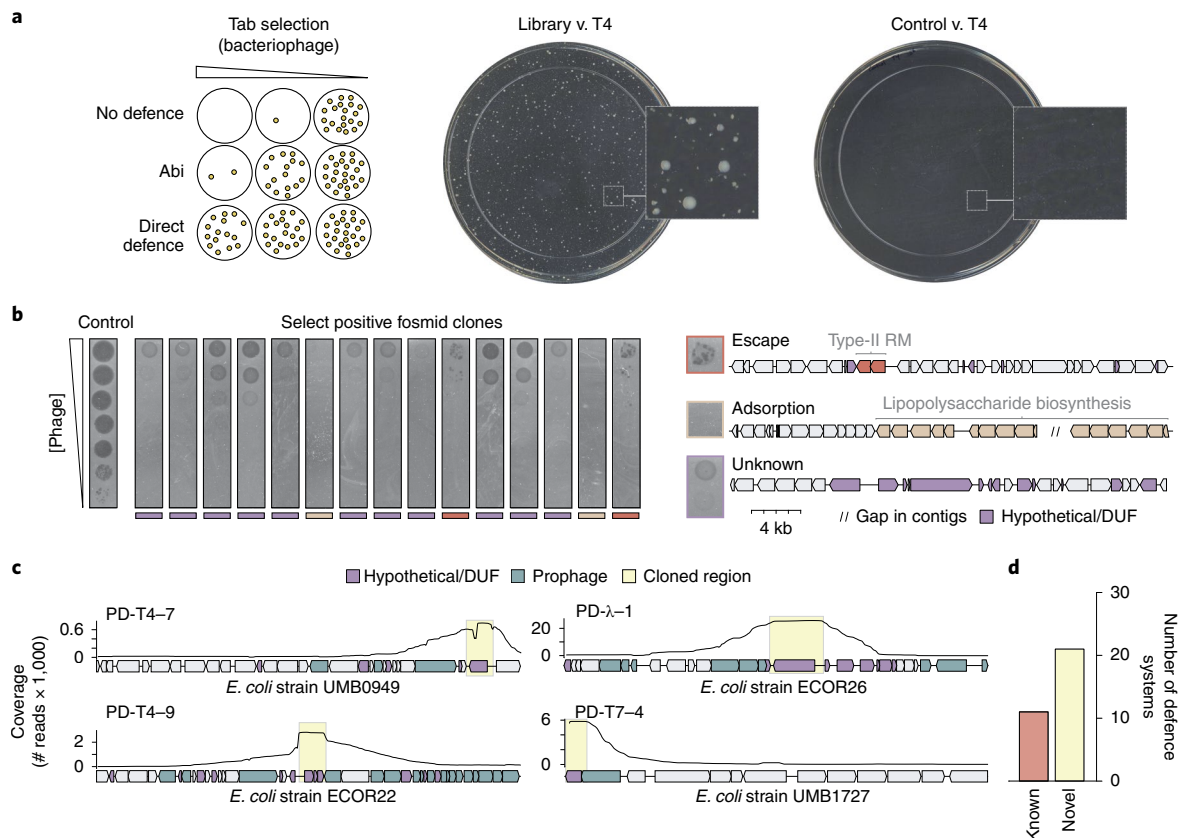 a
Tab selection
(bacteriophage)
Library v. T4
Control v. T4
No defence
Abi
Direct
defence
b
Control
Select positive fosmid clones
[Phage]
Escape
Type-II RM
Adsorption
Lipopolysaccharide biosynthesis
Unknown
4 kb
// Gap in contigs
Hypothetical/DUF
c
Hypothetical/DUF
Prophage
Cloned region
Coverage
(# reads × 1,000)
PD-T4–7
0.6
0
E. coli strain UMB0949
PD-λ–1
20
0
E. coli strain ECOR26
PD-T4–9
2
0
E. coli strain ECOR22
PD-T7–4
6
0
E. coli strain UMB1727
d
30
20
10
0
Number of defence
systems
Known
Novel